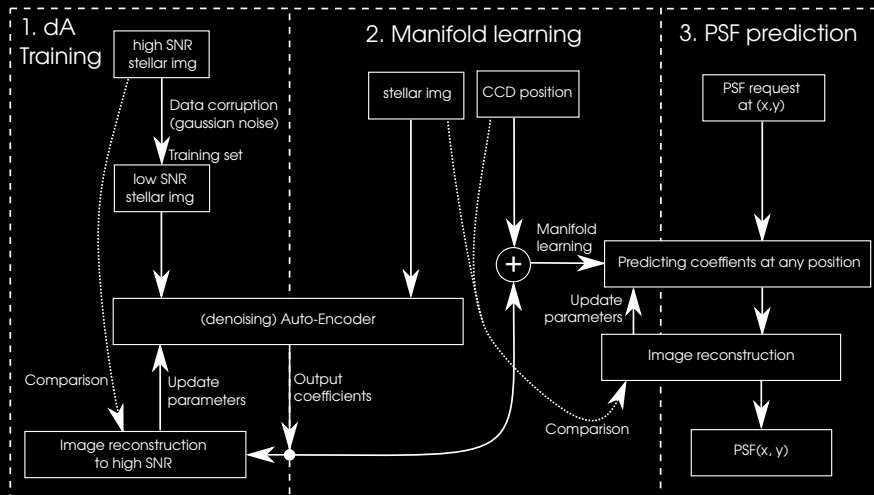 1. dA
Training
high SNR
stellar img
Data corruption
(gaussian noise)
Training set
low SNR
stellar img
2. Manifold learning
stellar img
CCD position
3. PSF prediction
PSF request
at (x,y)
Manifold
learning
+
Predicting coeffients at any position
(denoising) Auto-Encoder
Update
parameters
Image reconstruction
Comparison
Update
parameters
Output
coefficients
Comparison
Image reconstruction
to high SNR
PSF(x, y)